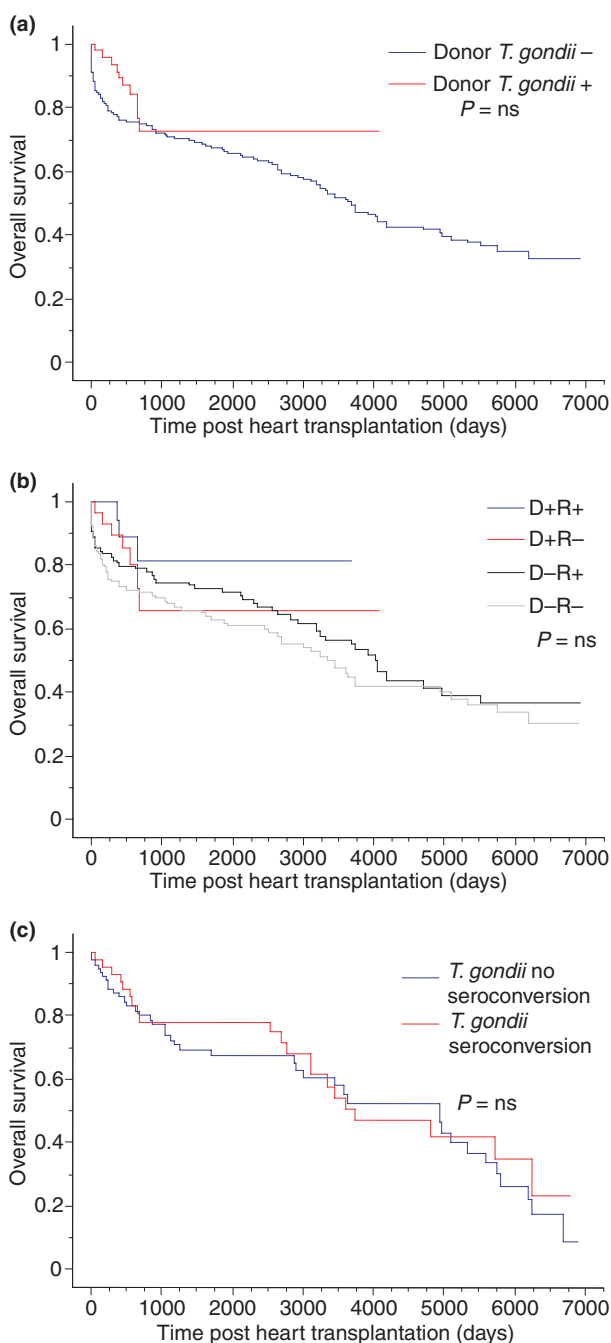 (a)
1
0.8
0.6
0.4
0.2
0
Overall survival
Donor T. gondii –
Donor T. gondii +
P = ns
0 1000 2000 3000 4000 5000 6000 7000
Time post heart transplantation (days)
(b)
1
0.8
0.6
0.4
0.2
0
Overall survival
D+R+
D+R–
D–R+
D–R–
P = ns
0 1000 2000 3000 4000 5000 6000 7000
Time post heart transplantation (days)
(c)
1
0.8
0.6
0.4
0.2
0
Overall survival
T. gondii no
seroconversion
T. gondii
seroconversion
P = ns
0 1000 2000 3000 4000 5000 6000 7000
Time post heart transplantation (days)